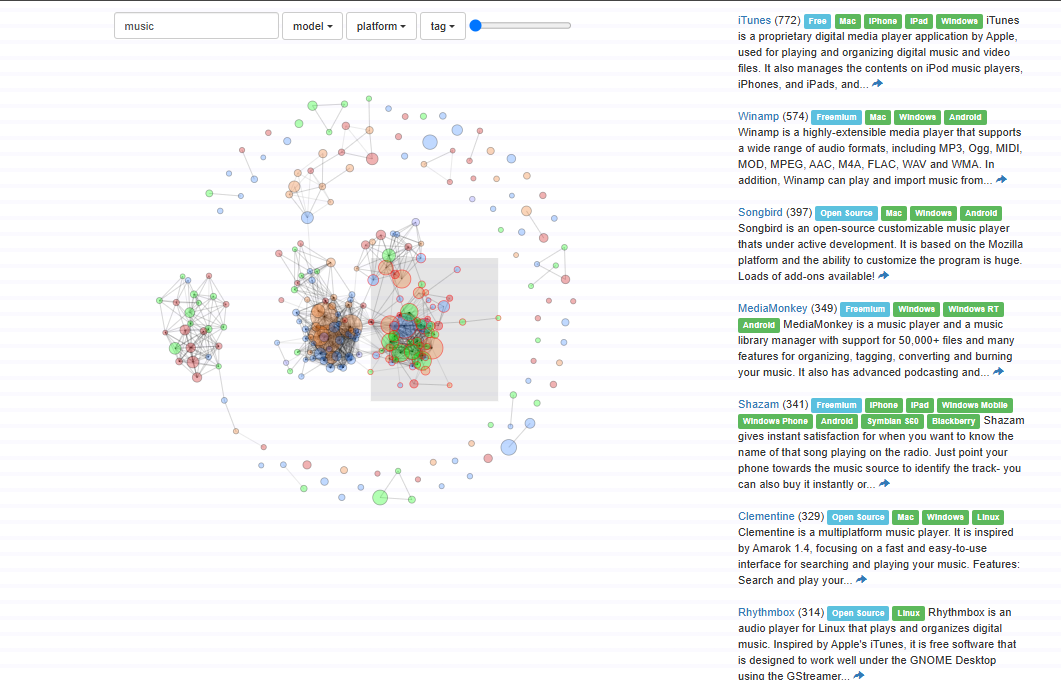 music
model
platform
tag
iTunes (772) Free Mac iPhone iPad Windows iTunes
is a proprietary digital media player application by Apple,
used for playing and organizing digital music and video
files. It also manages the contents on iPod music players,
iPhones, and iPads, and...
Winamp (574) Freemium Mac Windows Android
Winamp is a highly-extensible media player that supports
a wide range of audio formats, including MP3, Ogg, MIDI,
MOD, MPEG, AAC, M4A, FLAC, WAV and WMA. In
addition, Winamp can play and import music from...
Songbird (397) Open Source Mac Windows Android
Songbird is an open-source customizable music player
thats under active development. It is based on the Mozilla
platform and the ability to customize the program is huge.
Loads of add-ons available!
MediaMonkey (349) Freemium Windows Windows RT
Android MediaMonkey is a music player and a music
library manager with support for 50,000+ files and many
features for organizing, tagging, converting and burning
your music. It also has advanced podcasting and...
Shazam (341) Freemium iPhone iPad Windows Mobile
Windows Phone Android Symbian S60 Blackberry Shazam
gives instant satisfaction for when you want to know the
name of that song playing on the radio. Just point your
phone towards the music source to identify the track- you
can also buy it instantly or...
Clementine (329) Open Source Mac Windows Linux
Clementine is a multiplatform music player. It is inspired
by Amarok 1.4, focusing on a fast and easy-to-use
interface for searching and playing your music. Features:
Search and play your...
Rhythmbox (314) Open Source Linux Rhythmbox is an
audio player for Linux that plays and organizes digital
music. Inspired by Apple's iTunes, it is free software that
is designed to work well under the GNOME Desktop
using the GStreamer...